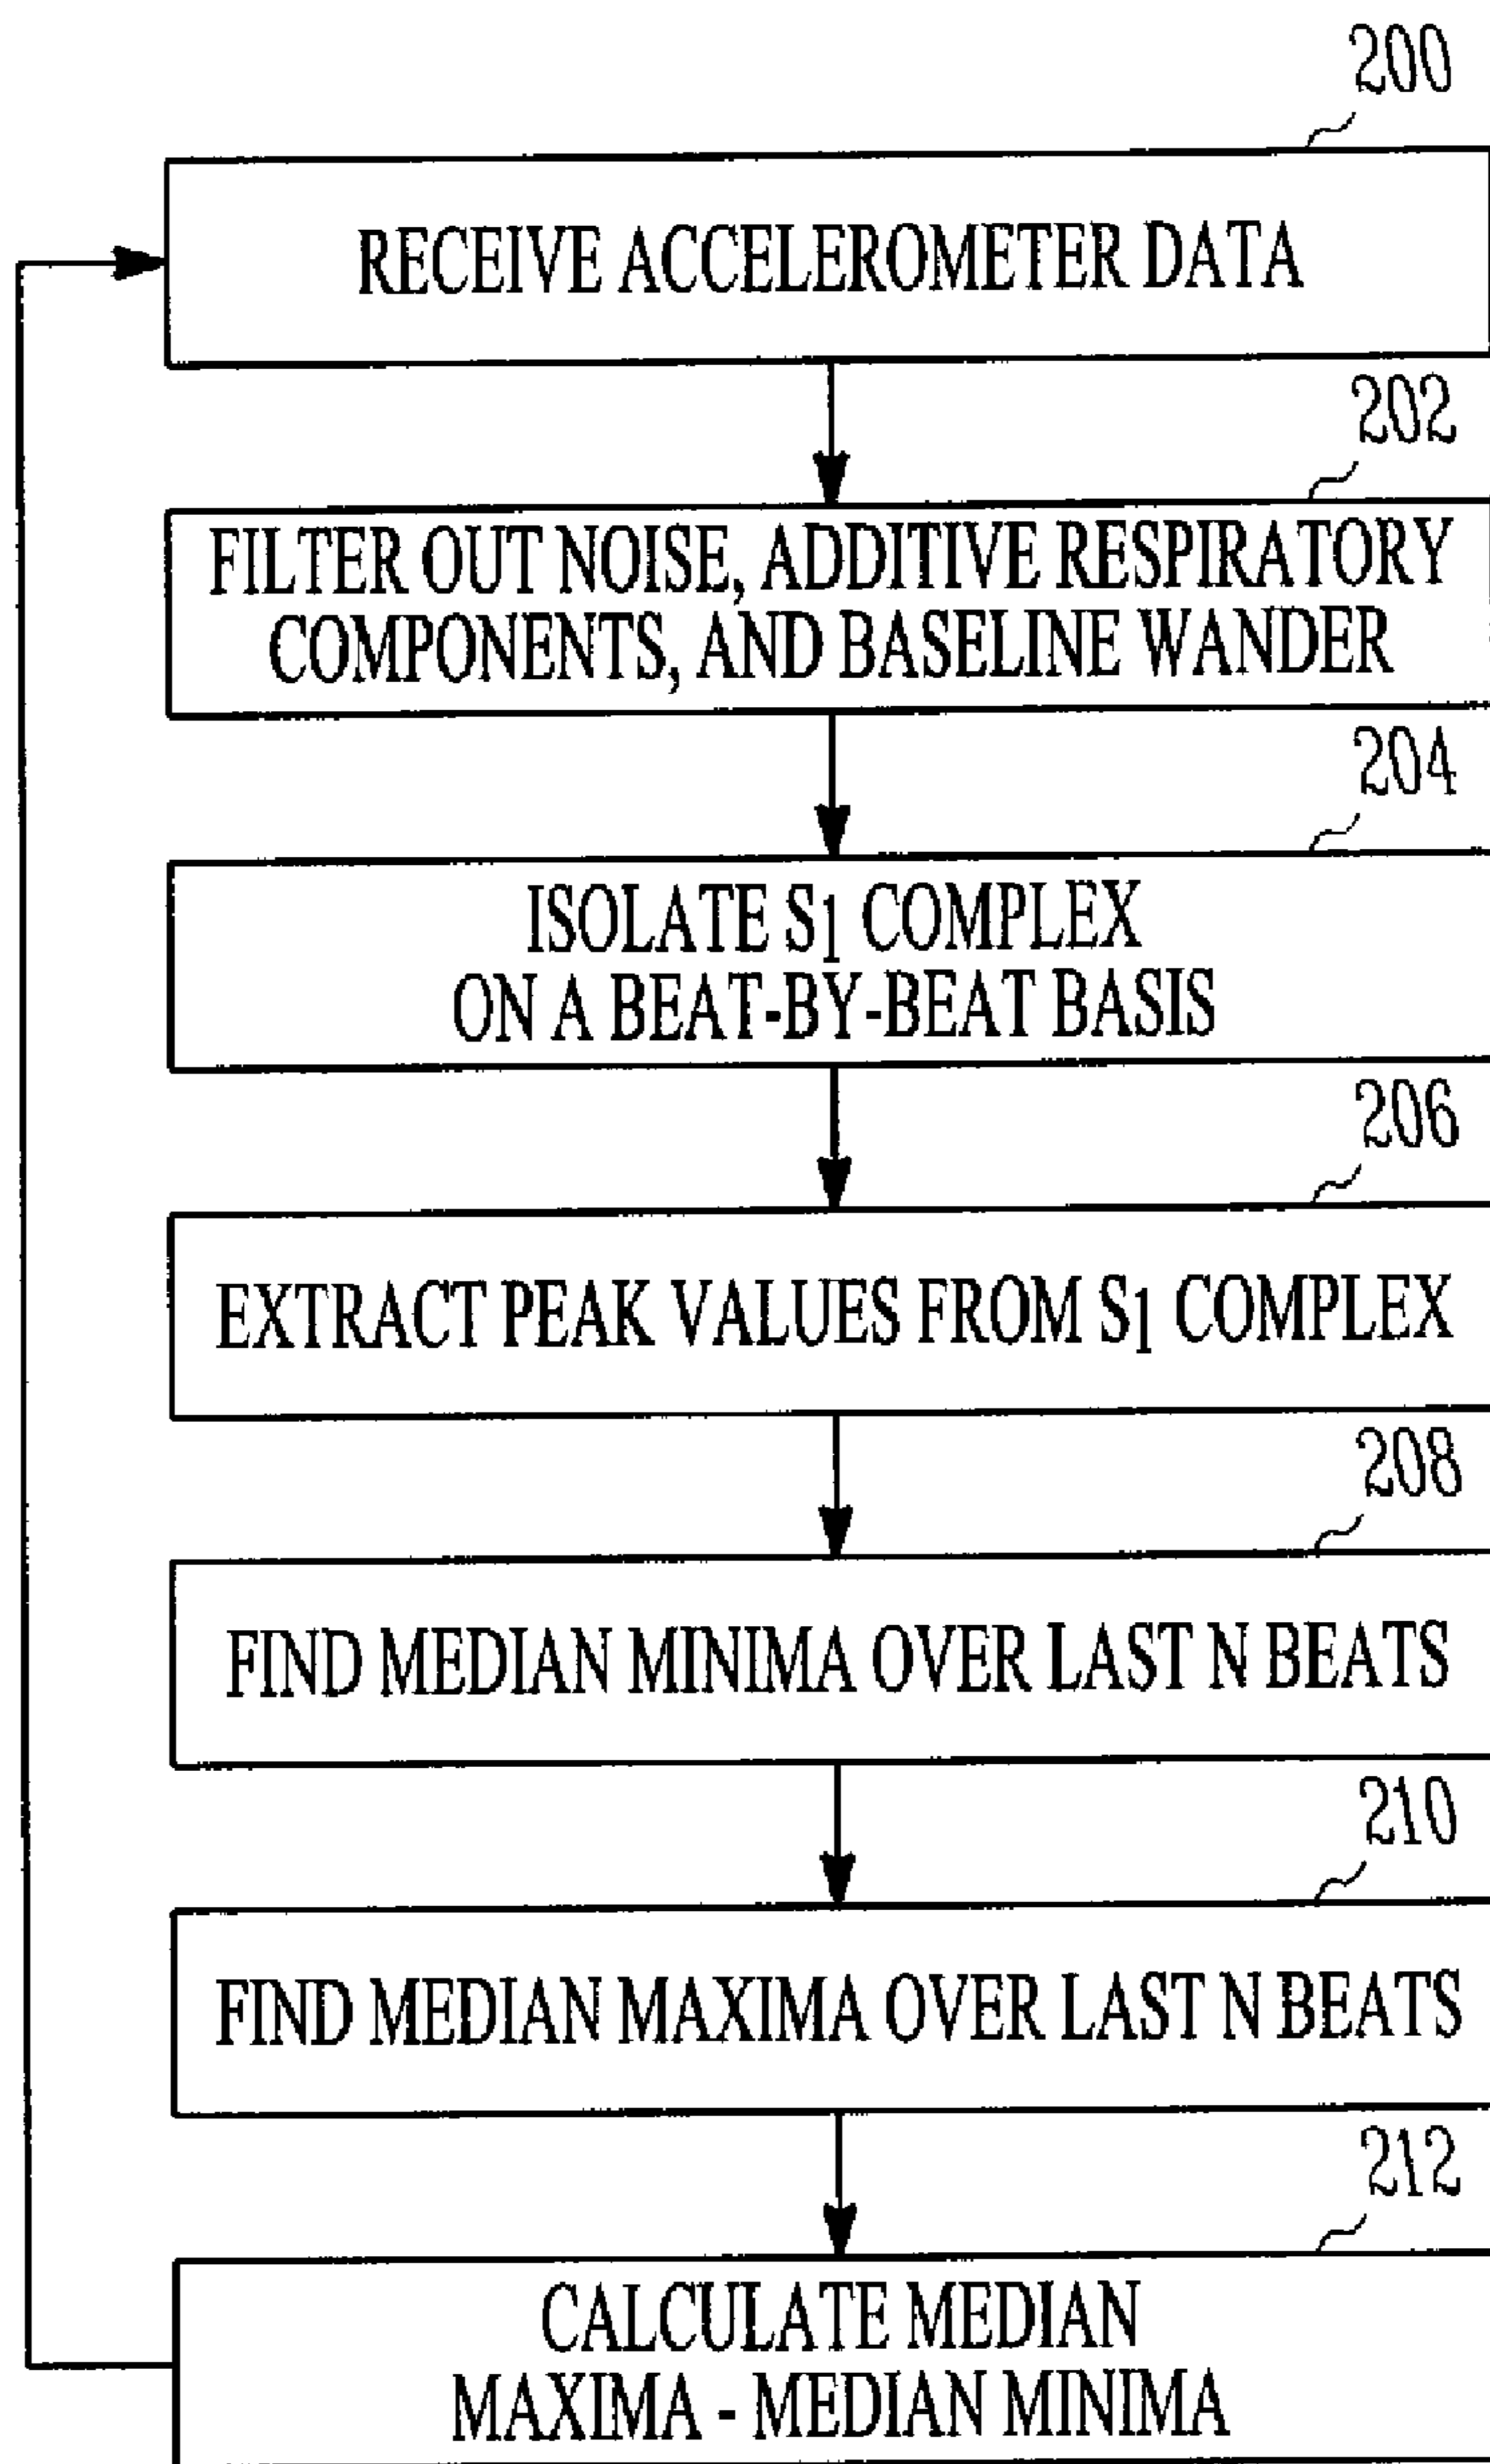 200
RECEIVE ACCELEROMETER DATA
202
FILTER OUT NOISE, ADDITIVE RESPIRATORY
COMPONENTS, AND BASELINE WANDER
204
ISOLATE S1 COMPLEX
ON A BEAT-BY-BEAT BASIS
206
EXTRACT PEAK VALUES FROM S1 COMPLEX
208
FIND MEDIAN MINIMA OVER LAST N BEATS
210
FIND MEDIAN MAXIMA OVER LAST N BEATS
212
CALCULATE MEDIAN
MAXIMA - MEDIAN MINIMA